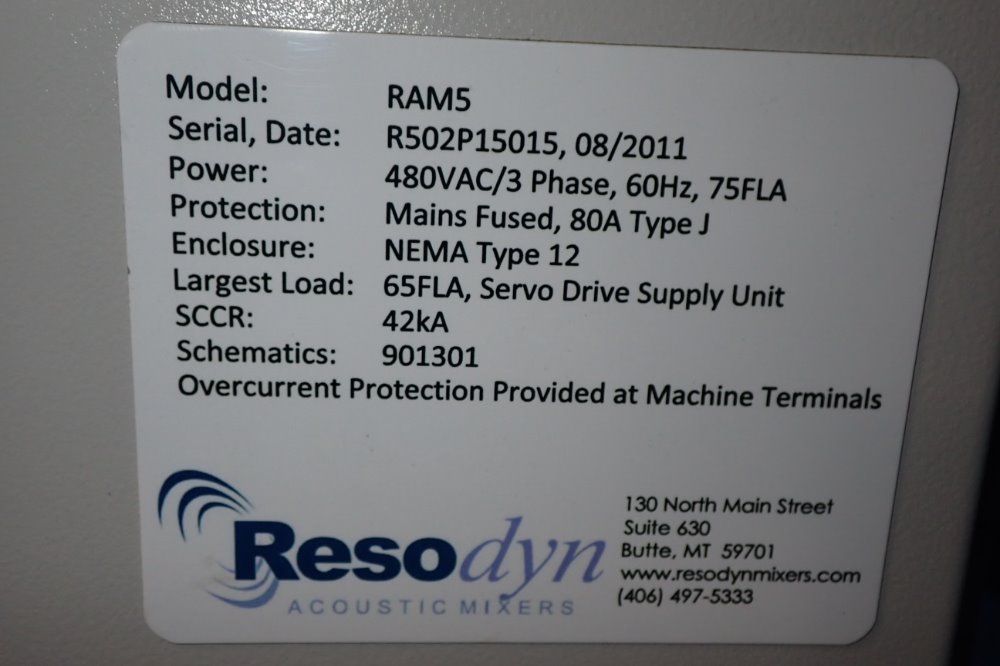 Model: RAM5
Serial, Date: R502P15015, 08/2011
Power: 480VAC/3 Phase, 60Hz, 75FLA
Protection: Mains Fused, 80A Type J
Enclosure: NEMA Type 12
Largest Load: 65FLA, Servo Drive Supply Unit
SCCR: 42kA
Schematics: 901301
Overcurrent Protection Provided at Machine Terminals
Resodyn
ACOUSTIC MIXERS
130 North Main Street
Suite 630
Butte, MT 59701
www.resodynmixers.com
(406) 497-5333